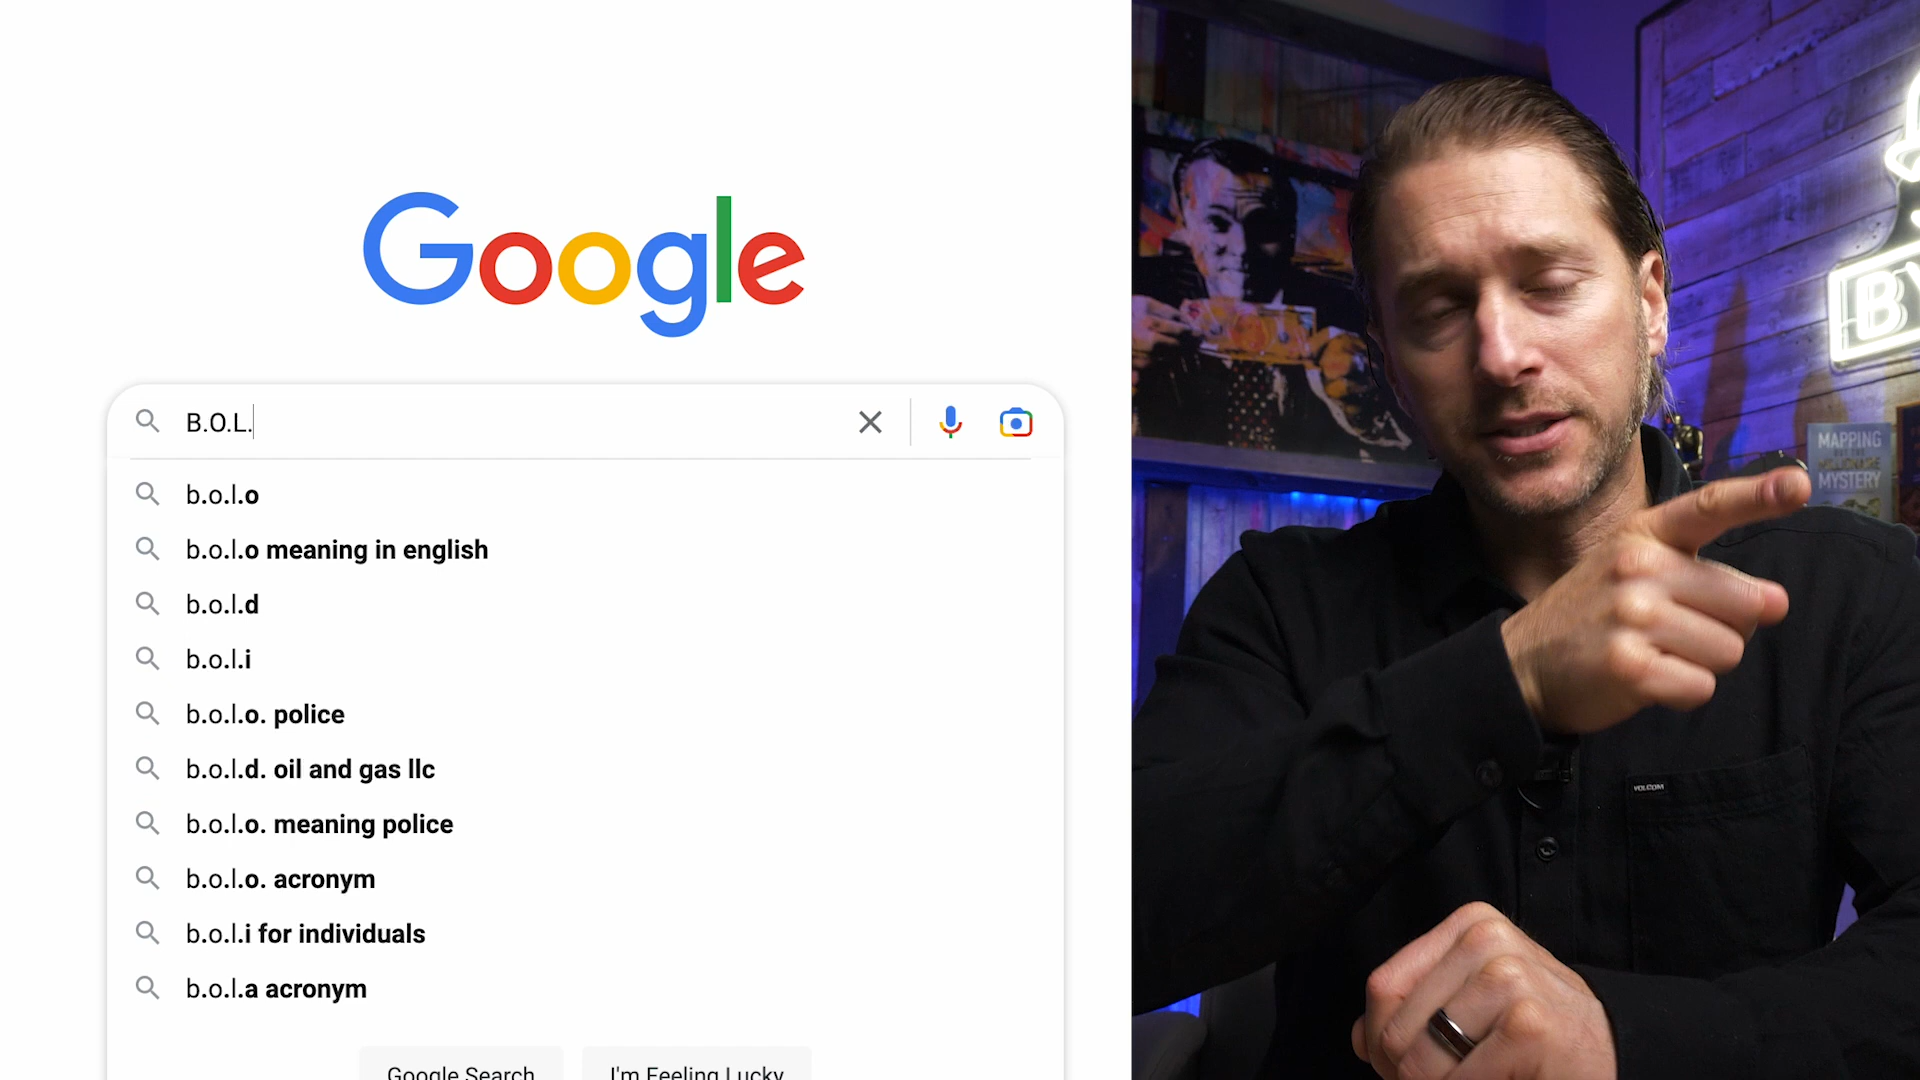 Google
B.O.L.
b.o.l.o
b.o.l.o meaning in english
b.o.l.d
b.o.l.i
b.o.l.o. police
b.o.l.d. oil and gas llc
b.o.l.o. meaning police
b.o.l.o. acronym
b.o.l.i for individuals
b.o.l.a acronym
Google Search
I'm Feeling Lucky
MAPPING
MYSTERY
VOLCOM